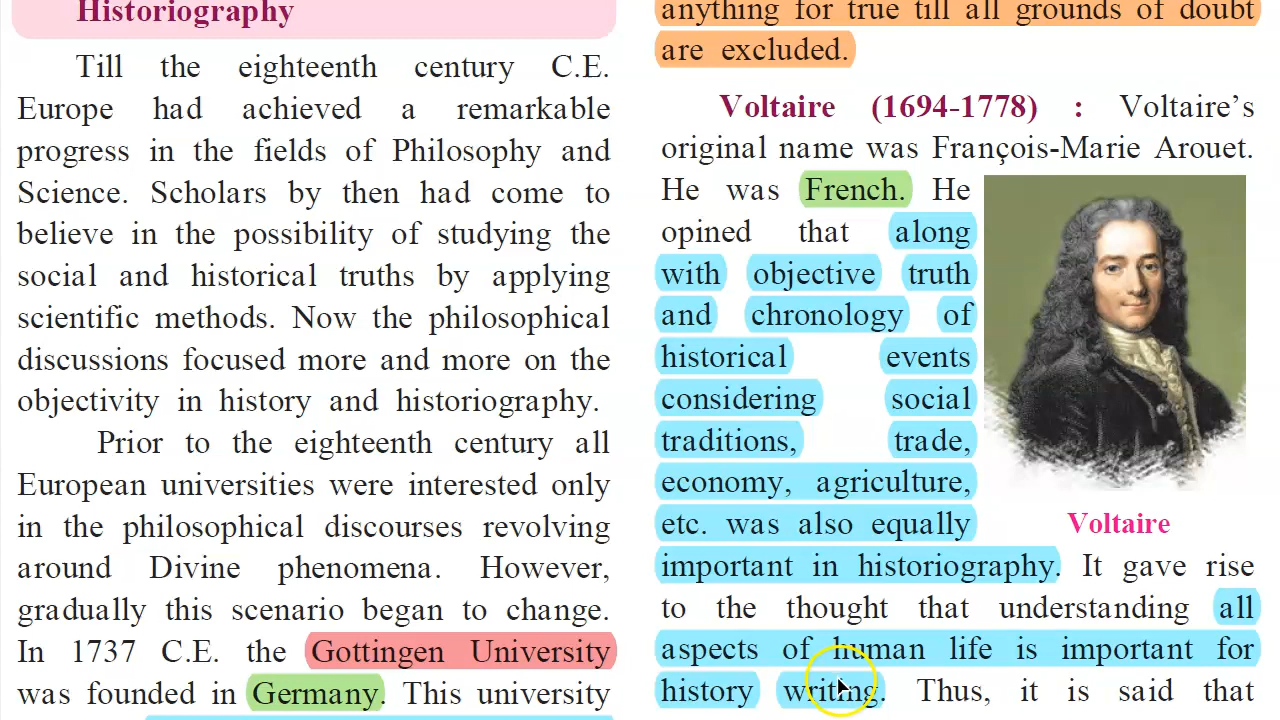 Historiography
Till the eighteenth century C.E.
Europe had achieved a remarkable
progress in the fields of Philosophy and
Science. Scholars by then had come to
believe in the possibility of studying the
social and historical truths by applying
scientific methods. Now the philosophical
discussions focused more and more on the
objectivity in history and historiography.
Prior to the eighteenth century all
European universities were interested only
in the philosophical discourses revolving
around Divine phenomena. However,
gradually this scenario began to change.
In 1737 C.E. the Gottingen University
was founded in Germany. This university
anything for true till all grounds of doubt
are excluded.
Voltaire (1694-1778) : Voltaire’s
original name was François-Marie Arouet.
He was French. He
opined that along
with objective truth
and chronology of
historical events
considering social
traditions, trade,
economy, agriculture,
etc. was also equally
important in historiography. It gave rise
to the thought that understanding all
aspects of human life is important for
history writing. Thus, it is said that
Voltaire